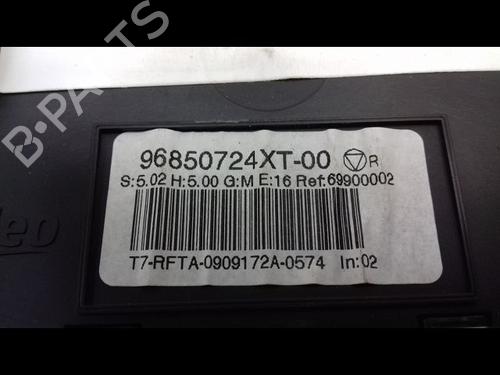 B-PARTS
96850724XT-00 R
S:5.02 H:5.00 G:M E:16 Ref:69900002
T7-RFTA-0909172A-0574 In:02